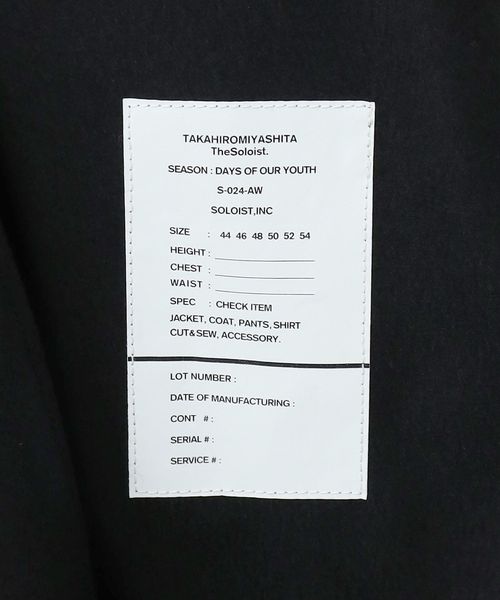 TAKAHIROMIYASHITA
TheSoloist.
SEASON : DAYS OF OUR YOUTH
S-024-AW
SOLOIST,INC
SIZE : 44 46 48 50 52 54
HEIGHT :
CHEST :
WAIST :
SPEC : CHECK ITEM
JACKET, COAT, PANTS, SHIRT
CUT&SEW, ACCESSORY.
LOT NUMBER :
DATE OF MANUFACTURING :
CONT # :
SERIAL # :
SERVICE # :